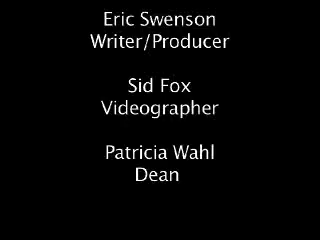 Eric Swenson
Writer/Producer
Sid Fox
Videographer
Patricia Wahl
Dean